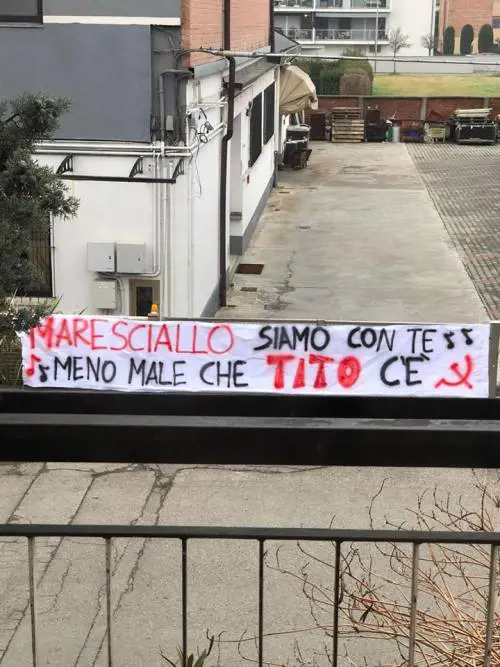 MARESCIALLO SIAMO CON TE
MENO MALE CHE TITO C'È